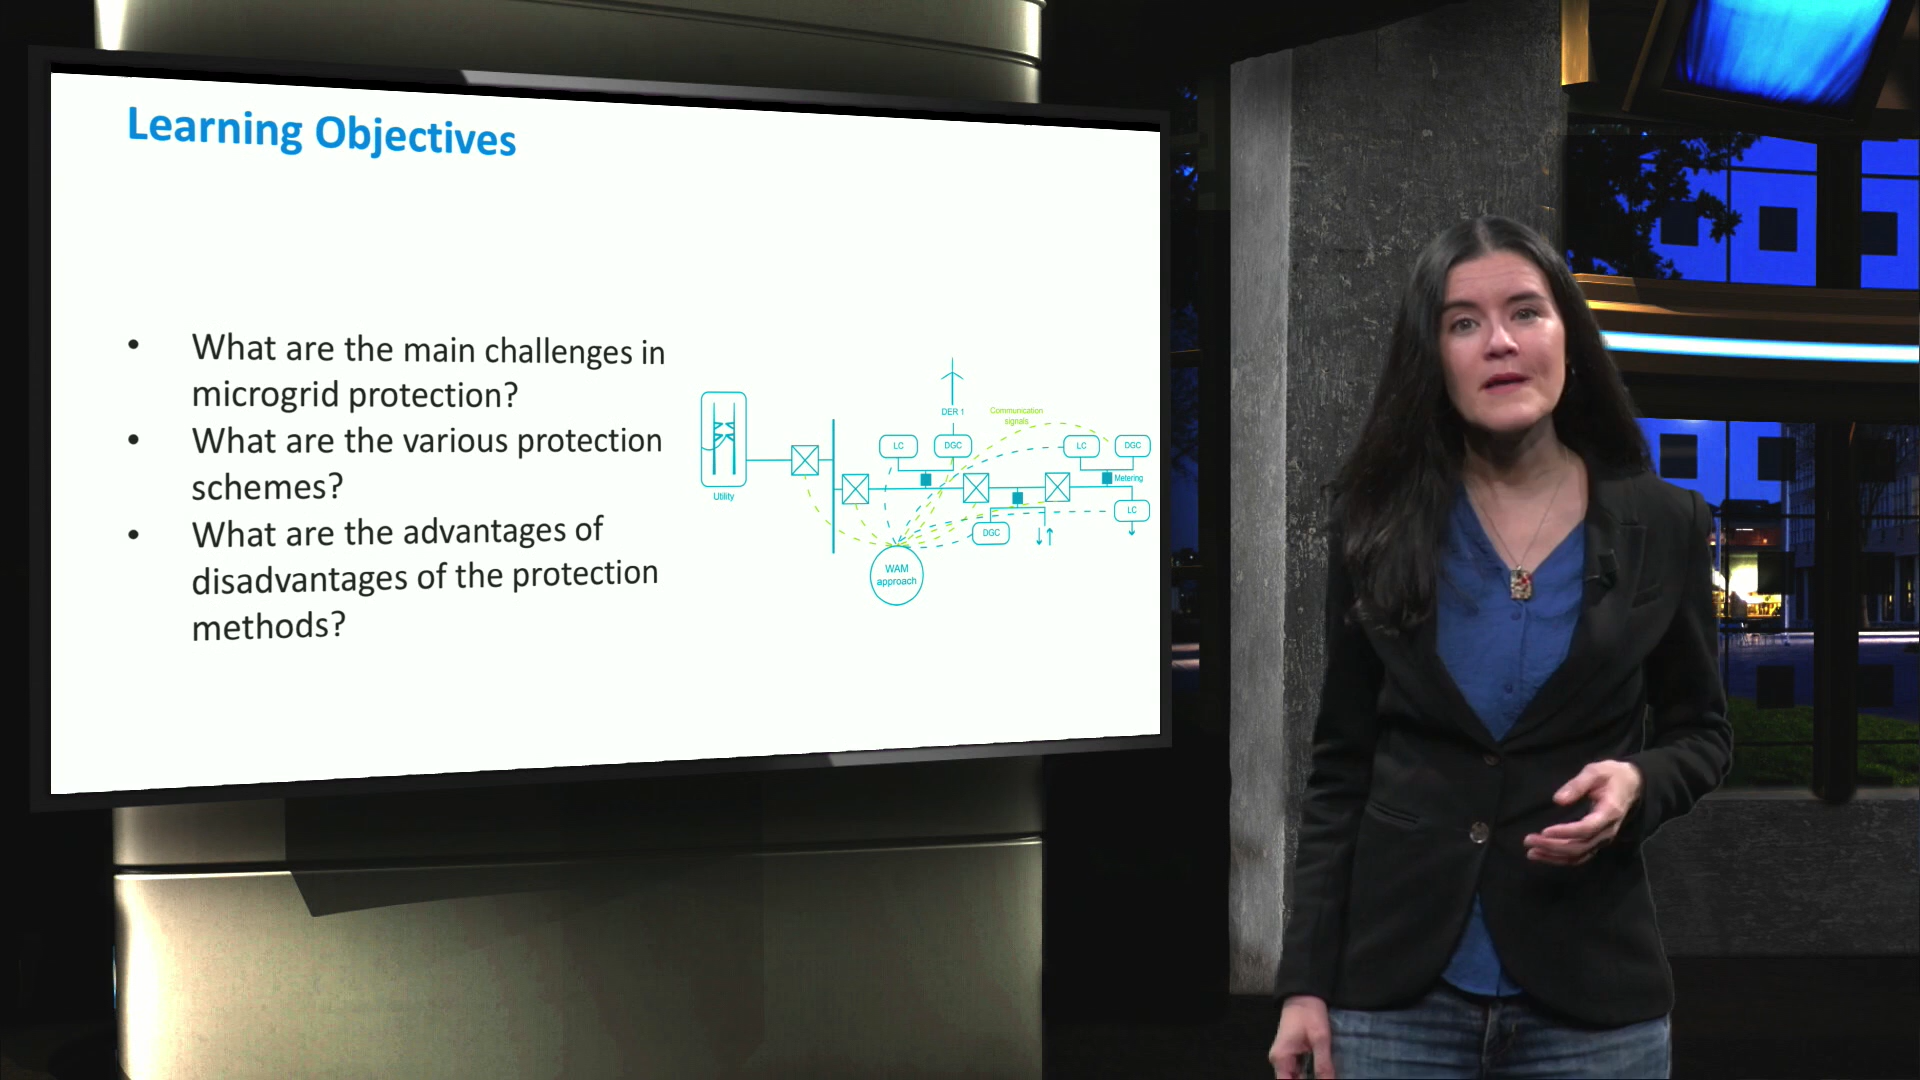 Learning Objectives
• What are the main challenges in
microgrid protection?
• What are the various protection
schemes?
• What are the advantages of
disadvantages of the protection
methods?
DER 1
Communication
signals
LC
DGC
LC
DGC
Metering
Utility
LC
DGC
WAM
approach